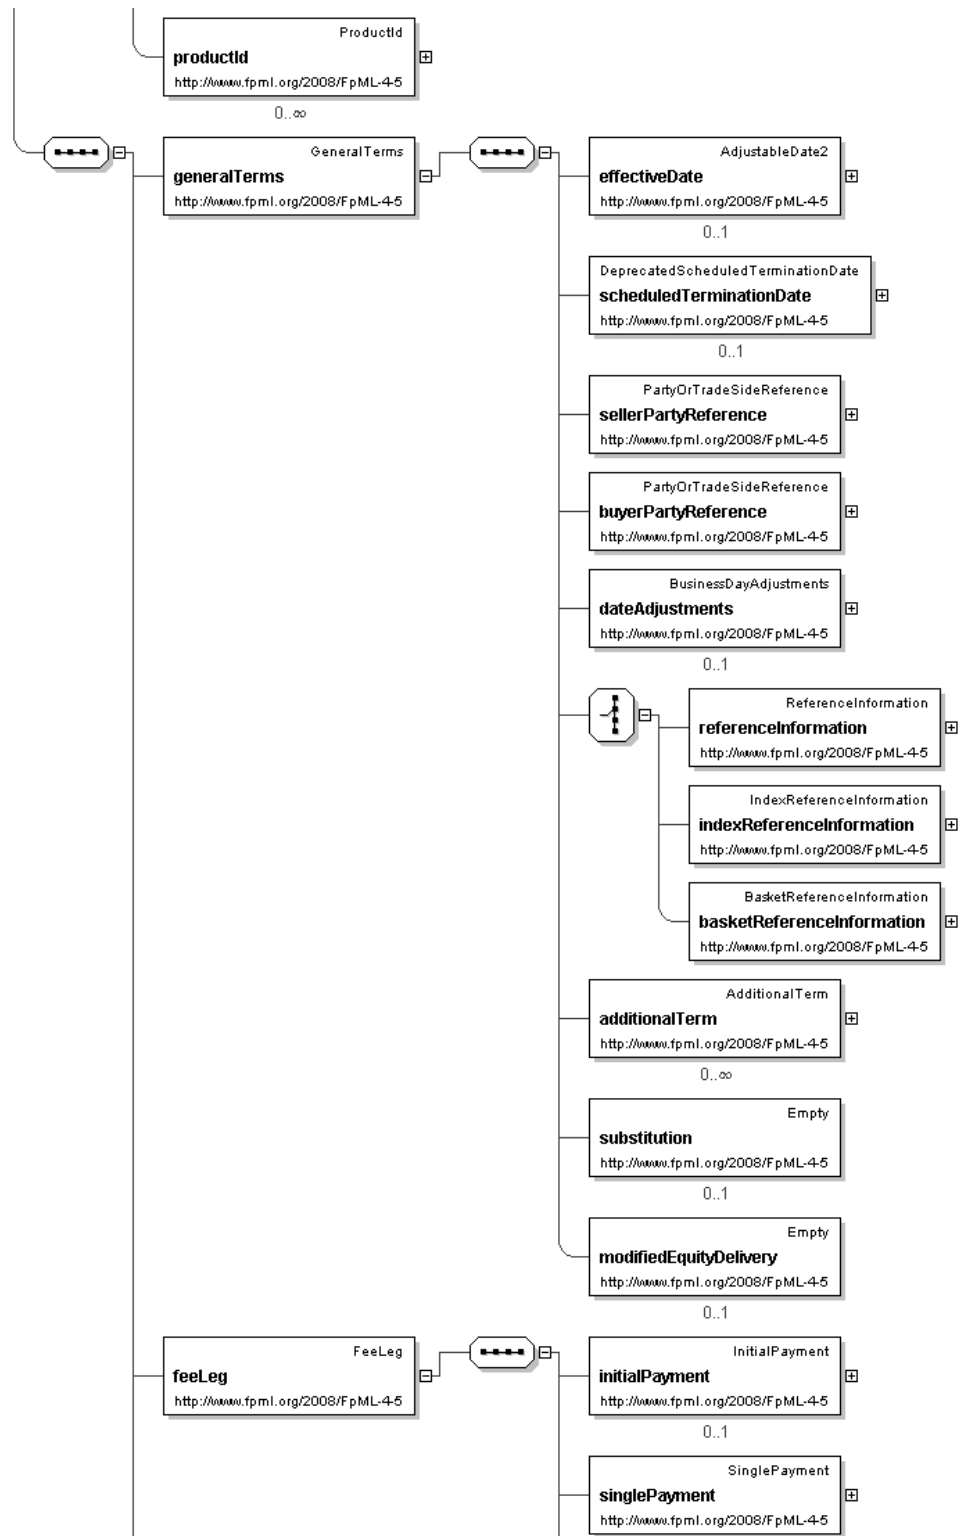 ProductId
productId
http://www.fpml.org/2008/FpML-4-5
0..∞
GeneralTerms
generalTerms
http://www.fpml.org/2008/FpML-4-5
AdjustableDate2
effectiveDate
http://www.fpml.org/2008/FpML-4-5
0..1
DeprecatedScheduledTerminationDate
scheduledTerminationDate
http://www.fpml.org/2008/FpML-4-5
0..1
PartyOrTradeSideReference
sellerPartyReference
http://www.fpml.org/2008/FpML-4-5
PartyOrTradeSideReference
buyerPartyReference
http://www.fpml.org/2008/FpML-4-5
BusinessDayAdjustments
dateAdjustments
http://www.fpml.org/2008/FpML-4-5
0..1
ReferenceInformation
referenceInformation
http://www.fpml.org/2008/FpML-4-5
IndexReferenceInformation
indexReferenceInformation
http://www.fpml.org/2008/FpML-4-5
BasketReferenceInformation
basketReferenceInformation
http://www.fpml.org/2008/FpML-4-5
AdditionalTerm
additionalTerm
http://www.fpml.org/2008/FpML-4-5
0..∞
Empty
substitution
http://www.fpml.org/2008/FpML-4-5
0..1
Empty
modifiedEquityDelivery
http://www.fpml.org/2008/FpML-4-5
0..1
FeeLeg
feeLeg
http://www.fpml.org/2008/FpML-4-5
InitialPayment
initialPayment
http://www.fpml.org/2008/FpML-4-5
0..1
SinglePayment
singlePayment
http://www.fpml.org/2008/FpML-4-5